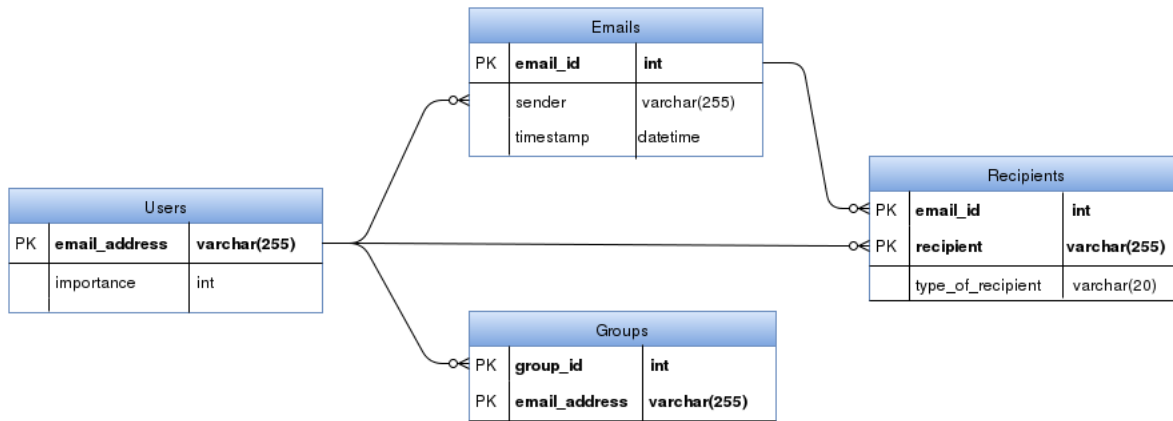 Emails
PK email_id int
sender varchar(255)
timestamp datetime
Users
PK email_address varchar(255)
importance int
Recipients
PK email_id int
PK recipient varchar(255)
type_of_recipient varchar(20)
Groups
PK group_id int
PK email_address varchar(255)